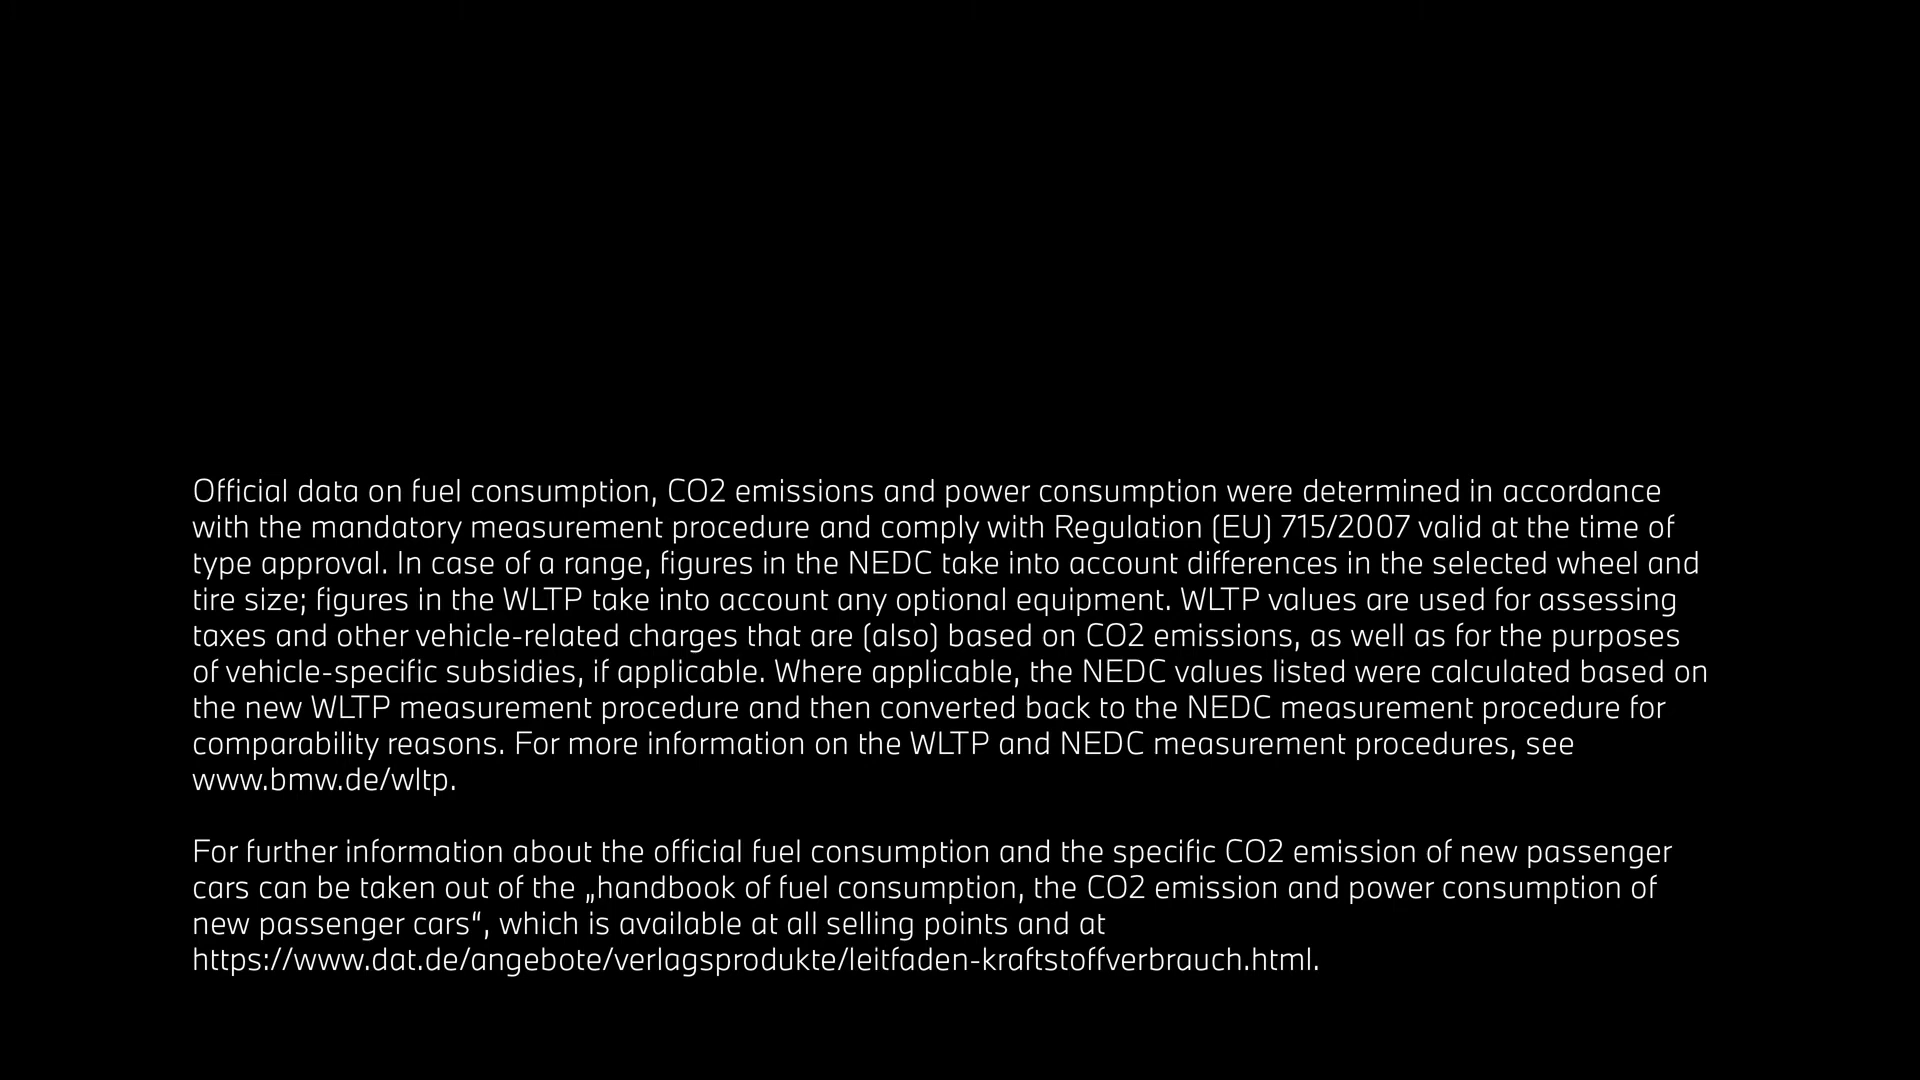 Official data on fuel consumption, CO2 emissions and power consumption were determined in accordance
with the mandatory measurement procedure and comply with Regulation (EU) 715/2007 valid at the time of
type approval. In case of a range, figures in the NEDC take into account differences in the selected wheel and
tire size; figures in the WLTP take into account any optional equipment. WLTP values are used for assessing
taxes and other vehicle-related charges that are (also) based on CO2 emissions, as well as for the purposes
of vehicle-specific subsidies, if applicable. Where applicable, the NEDC values listed were calculated based on
the new WLTP measurement procedure and then converted back to the NEDC measurement procedure for
comparability reasons. For more information on the WLTP and NEDC measurement procedures, see
www.bmw.de/wltp.
For further information about the official fuel consumption and the specific CO2 emission of new passenger
cars can be taken out of the „handbook of fuel consumption, the CO2 emission and power consumption of
new passenger cars“, which is available at all selling points and at
https://www.dat.de/angebote/verlagsprodukte/leitfaden-kraftstoffverbrauch.html.